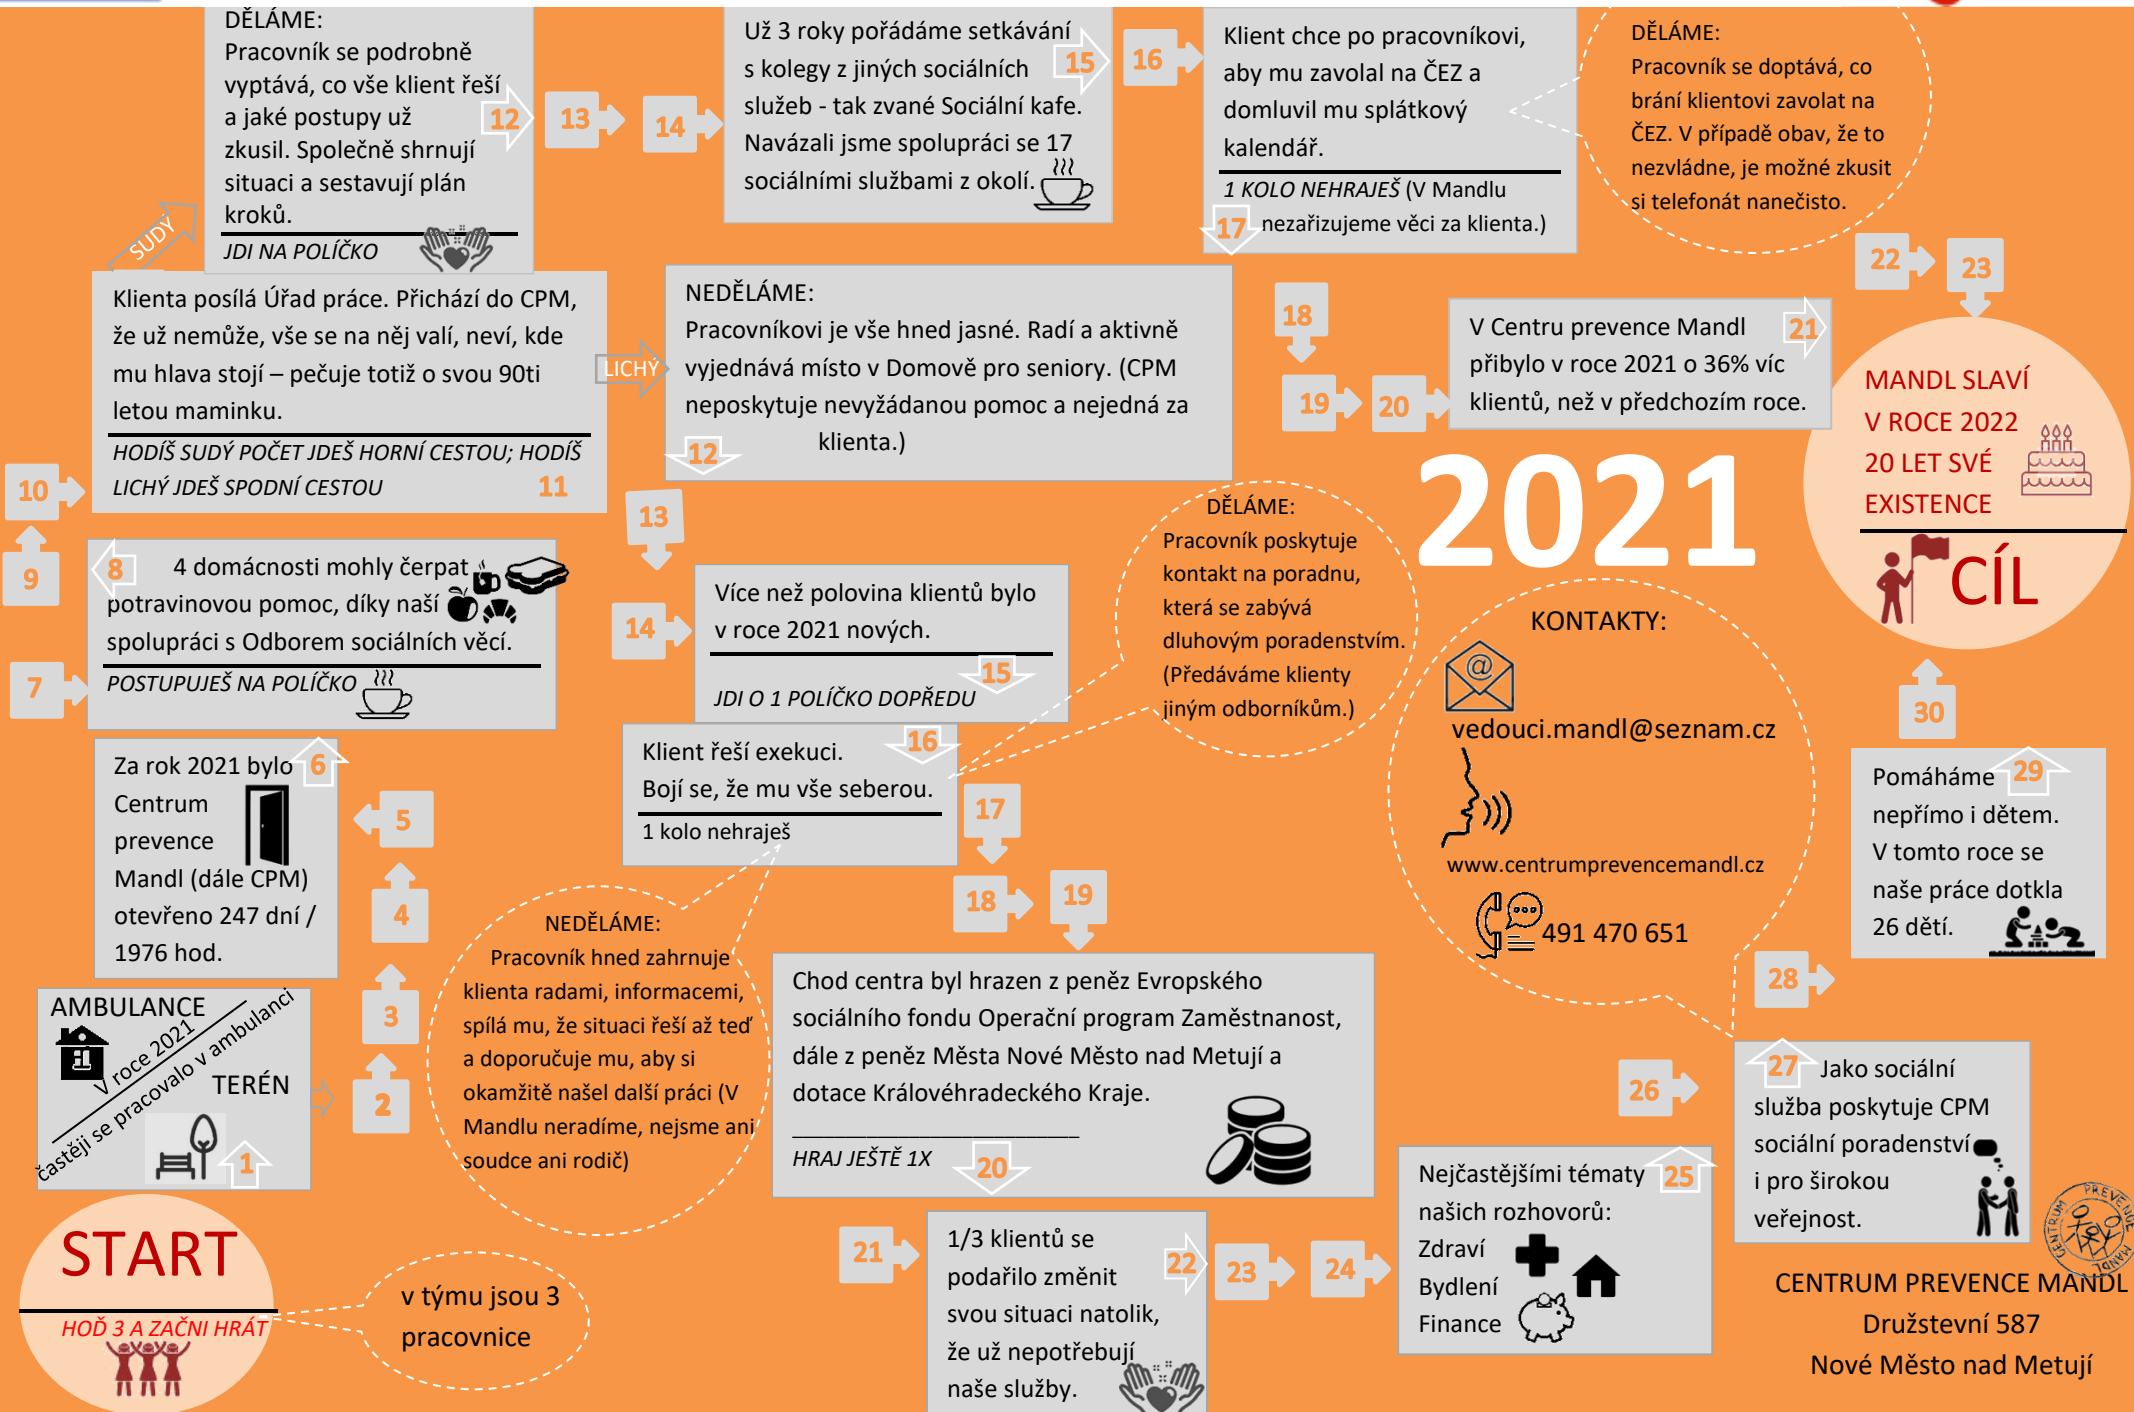 START
HOĎ 3 A ZAČNI HRÁT
v týmu jsou 3
pracovnice
AMBULANCE
V roce 2021
častěji se pracovalo v ambulanci
TERÉN
1
2
3
4
5
Za rok 2021 bylo
6
Centrum
prevence
Mandl (dále CPM)
otevřeno 247 dní /
1976 hod.
7
8
4 domácnosti mohly čerpat
potravinovou pomoc, díky naší
spolupráci s Odborem sociálních věcí.
POSTUPUJEŠ NA POLÍČKO
9
10
Klienta posílá Úřad práce. Přichází do CPM,
že už nemůže, vše se na něj valí, neví, kde
mu hlava stojí – pečuje totiž o svou 90ti
letou maminku.
HODÍŠ SUDÝ POČET JDEŠ HORNÍ CESTOU; HODÍŠ
LICHÝ JDEŠ SPODNÍ CESTOU
11
SUDÝ
DĚLÁME:
Pracovník se podrobně
vyptává, co vše klient řeší
a jaké postupy už
zkusil. Společně shrnují
situaci a sestavují plán
kroků.
JDI NA POLÍČKO
12
13
14
Už 3 roky pořádáme setkávání
s kolegy z jiných sociálních
služeb - tak zvané Sociální kafe.
Navázali jsme spolupráci se 17
sociálními službami z okolí.
15
16
Klient chce po pracovníkovi,
aby mu zavolal na ČEZ a
domluvil mu splátkový
kalendář.
1 KOLO NEHRAJEŠ (V Mandlu
nezařizujeme věci za klienta.)
17
DĚLÁME:
Pracovník se doptává, co
brání klientovi zavolat na
ČEZ. V případě obav, že to
nezvládne, je možné zkusit
si telefonát nanečisto.
18
19
20
V Centru prevence Mandl
přibylo v roce 2021 o 36% víc
klientů, než v předchozím roce.
21
22
23
LICHÝ
NEDĚLÁME:
Pracovníkovi je vše hned jasné. Radí a aktivně
vyjednává místo v Domově pro seniory. (CPM
neposkytuje nevyžádanou pomoc a nejedná za
klienta.)
12
13
14
Více než polovina klientů bylo
v roce 2021 nových.
15
JDI O 1 POLÍČKO DOPŘEDU
Klient řeší exekuci.
16
Bojí se, že mu vše seberou.
1 kolo nehraješ
DĚLÁME:
Pracovník poskytuje
kontakt na poradnu,
která se zabývá
dluhovým poradenstvím.
(Předáváme klienty
jiným odborníkům.)
NEDĚLÁME:
Pracovník hned zahrnuje
klienta radami, informacemi,
spílá mu, že situaci řeší až teď
a doporučuje mu, aby si
okamžitě našel další práci (V
Mandlu neradíme, nejsme ani
soudce ani rodič)
17
18
19
Chod centra byl hrazen z peněz Evropského
sociálního fondu Operační program Zaměstnanost,
dále z peněz Města Nové Město nad Metují a
dotace Královéhradeckého Kraje.
HRAJ JEŠTĚ 1X
20
21
1/3 klientů se
podařilo změnit
svou situaci natolik,
že už nepotřebují
naše služby.
22
23
24
Nejčastějšími tématy
25
našich rozhovorů:
Zdraví
Bydlení
Finance
26
27
Jako sociální
služba poskytuje CPM
sociální poradenství
i pro širokou
veřejnost.
28
Pomáháme
29
nepřímo i dětem.
V tomto roce se
naše práce dotkla
26 dětí.
30
2021
MANDL SLAVÍ
V ROCE 2022
20 LET SVÉ
EXISTENCE
CÍL
KONTAKTY:
@
vedouci.mandl@seznam.cz
www.centrumprevencemandl.cz
491 470 651
CENTRUM PREVENCE MANDL
CENTRUM PREVENCE MANDL
Družstevní 587
Nové Město nad Metují